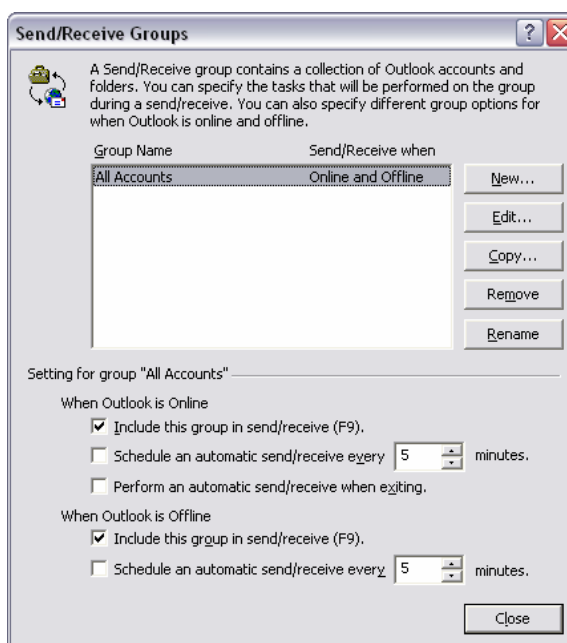 Send/Receive Groups
A Send/Receive group contains a collection of Outlook accounts and
folders. You can specify the tasks that will be performed on the group
during a send/receive. You can also specify different group options for
when Outlook is online and offline.
Group Name Send/Receive when
All Accounts Online and Offline
New...
Edit...
Copy...
Remove
Rename
Setting for group "All Accounts"
When Outlook is Online
Include this group in send/receive (F9).
Schedule an automatic send/receive every 5 minutes.
Perform an automatic send/receive when exiting.
When Outlook is Offline
Include this group in send/receive (F9).
Schedule an automatic send/receive every 5 minutes.
Close